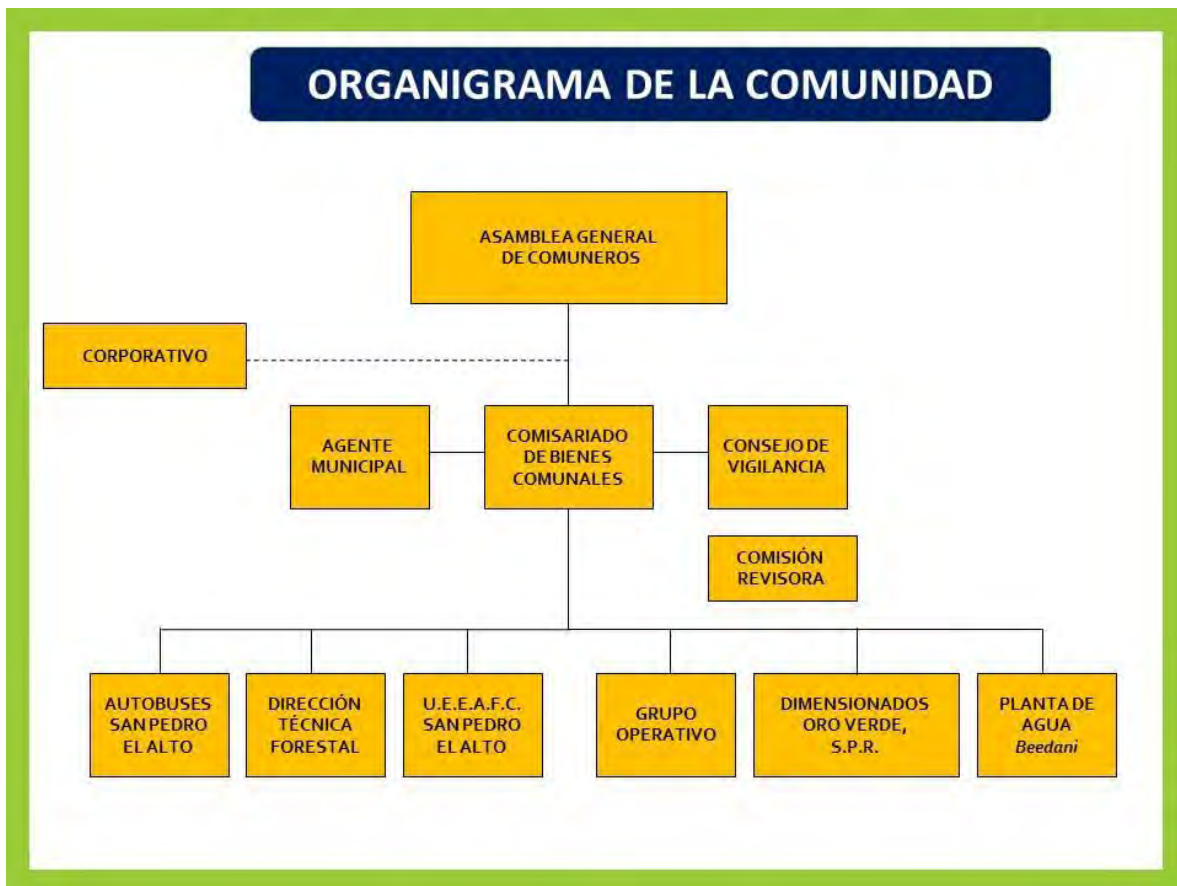 ORGANIGRAMA DE LA COMUNIDAD
ASAMBLEA GENERAL
DE COMUNEROS
CORPORATIVO
AGENTE
MUNICIPAL
COMISARIADO
DE BIENES
COMUNALES
CONSEJO DE
VIGILANCIA
COMISIÓN
REVISORA
AUTOBUSES
SAN PEDRO
EL ALTO
DIRECCIÓN
TÉCNICA
FORESTAL
U.E.E.A.F.C.
SAN PEDRO
EL ALTO
GRUPO
OPERATIVO
DIMENSIONADOS
ORO VERDE,
S.P.R.
PLANTA DE
AGUA
Beedani